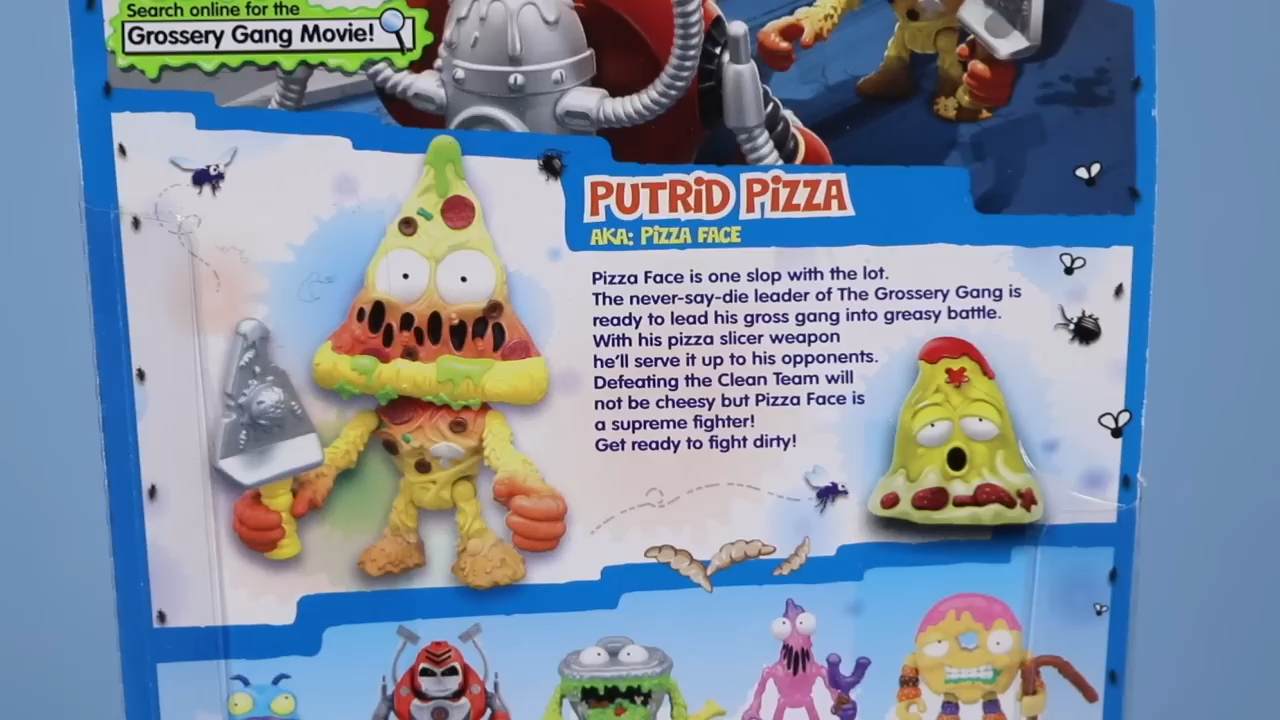 Search online for the
Grossery Gang Movie!
PUTRID PIZZA
AKA: PIZZA FACE
Pizza Face is one slop with the lot.
The never-say-die leader of The Grossery Gang is
ready to lead his gross gang into greasy battle.
With his pizza slicer weapon
he'll serve it up to his opponents.
Defeating the Clean Team will
not be cheesy but Pizza Face is
a supreme fighter!
Get ready to fight dirty!